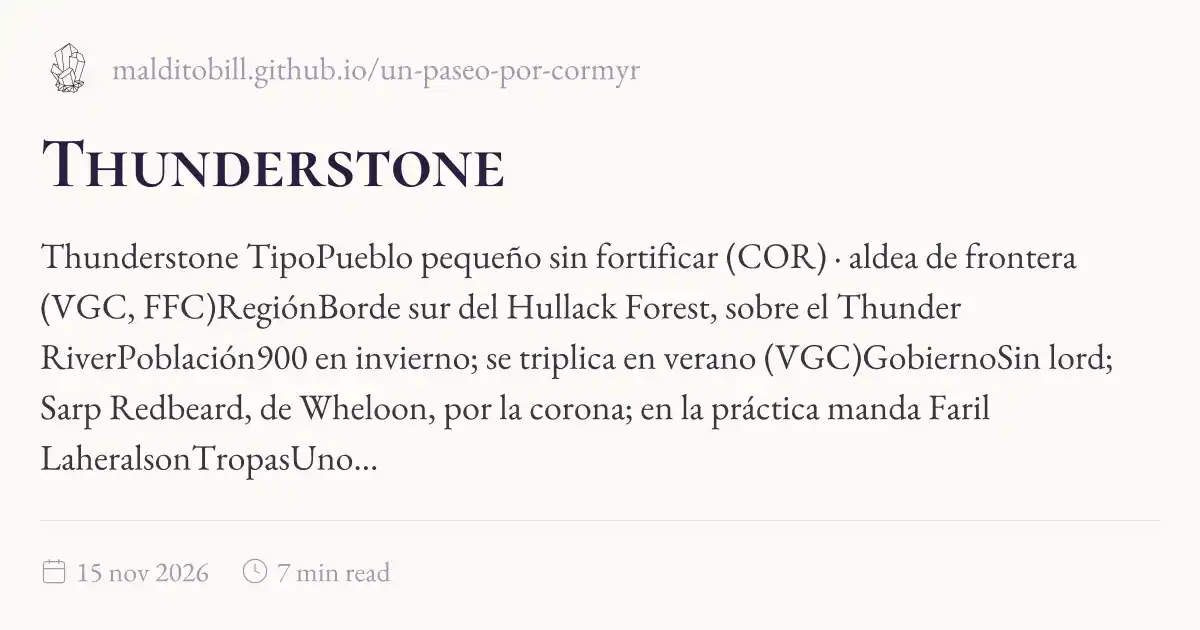 malditobill.github.io/un-paseo-por-cormyr
Thunderstone
Thunderstone TipoPueblo pequeño sin fortificar (COR) · aldea de frontera
(VGC, FFC)RegiónBorde sur del Hullack Forest, sobre el Thunder
RiverPoblación900 en invierno; se triplica en verano (VGC)GobiernoSin lord;
Sarp Redbeard, de Wheloon, por la corona; en la práctica manda Faril
LaheralsonTropasUno...
15 nov 2026 7 min read